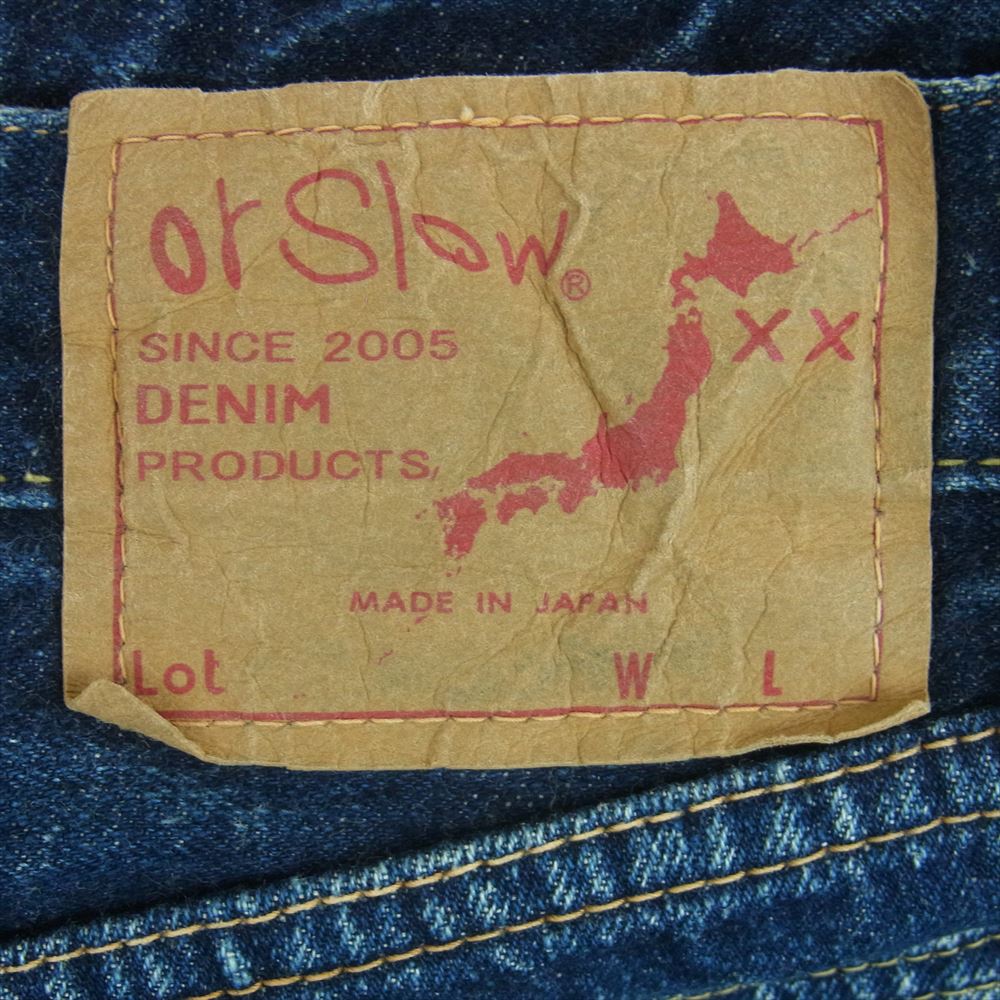 orSlow®
SINCE 2005
DENIM
PRODUCTS,
XX
MADE IN JAPAN
Lot W L